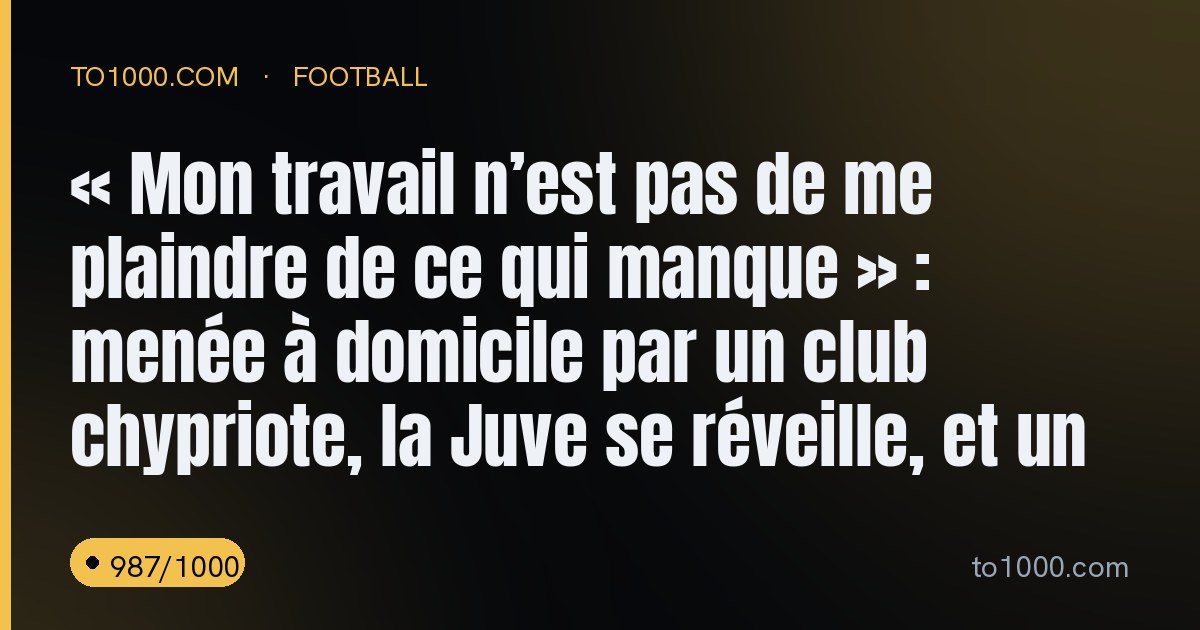 TO1000.COM · FOOTBALL
« Mon travail n’est pas de me
plaindre de ce qui manque » :
menée à domicile par un club
chypriote, la Juve se réveille, et un
987/1000
to1000.com